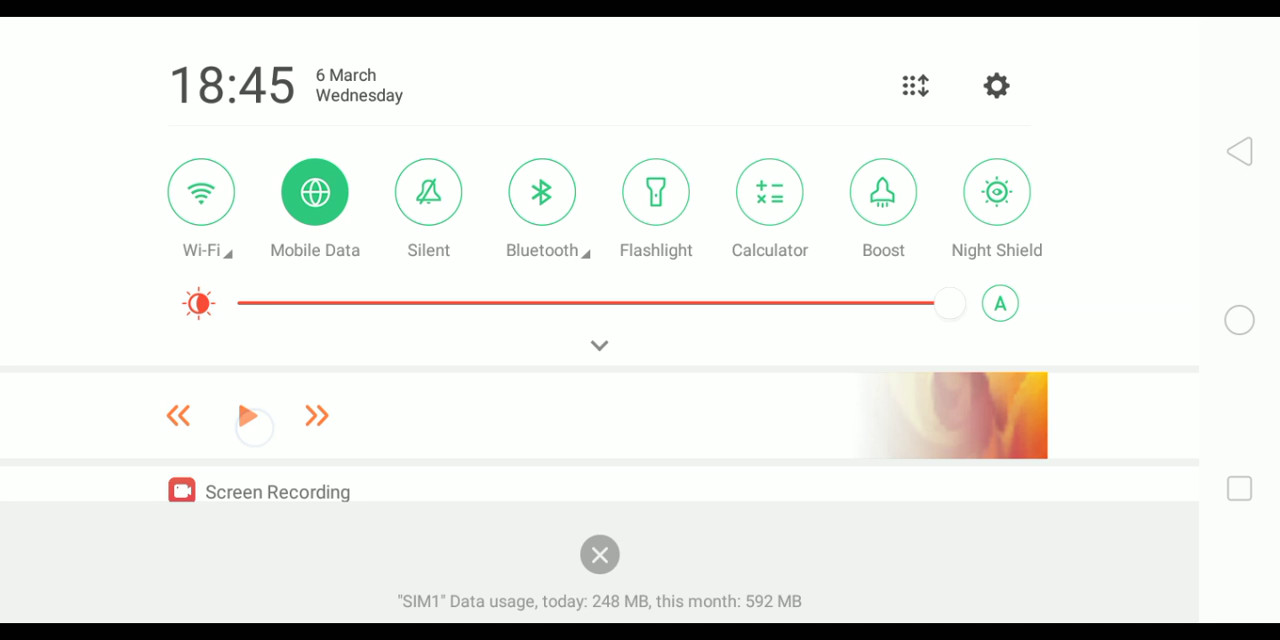 18:45
6 March
Wednesday
Wi-Fi
Mobile Data
Silent
Bluetooth
Flashlight
Calculator
Boost
Night Shield
A
Screen Recording
"SIM1" Data usage, today: 248 MB, this month: 592 MB